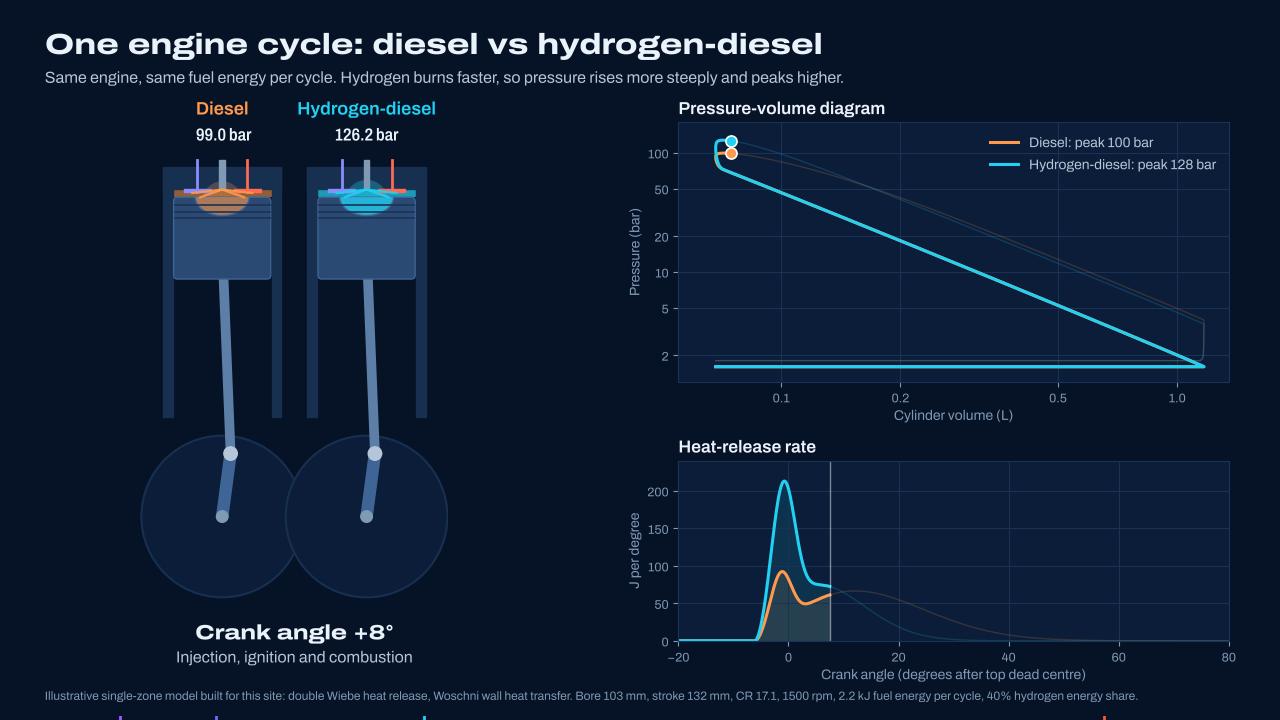 One engine cycle: diesel vs hydrogen-diesel
Same engine, same fuel energy per cycle. Hydrogen burns faster, so pressure rises more steeply and peaks higher.
Diesel
99.0 bar
Hydrogen-diesel
126.2 bar
Crank angle +8°
Injection, ignition and combustion
Pressure-volume diagram
Diesel: peak 100 bar
Hydrogen-diesel: peak 128 bar
Pressure (bar)
100
50
20
10
5
2
0.1 0.2 0.5 1.0
Cylinder volume (L)
Heat-release rate
J per degree
200
150
100
50
0
−20 0 20 40 60 80
Crank angle (degrees after top dead centre)
Illustrative single-zone model built for this site: double Wiebe heat release, Woschni wall heat transfer. Bore 103 mm, stroke 132 mm, CR 17.1, 1500 rpm, 2.2 kJ fuel energy per cycle, 40% hydrogen energy share.